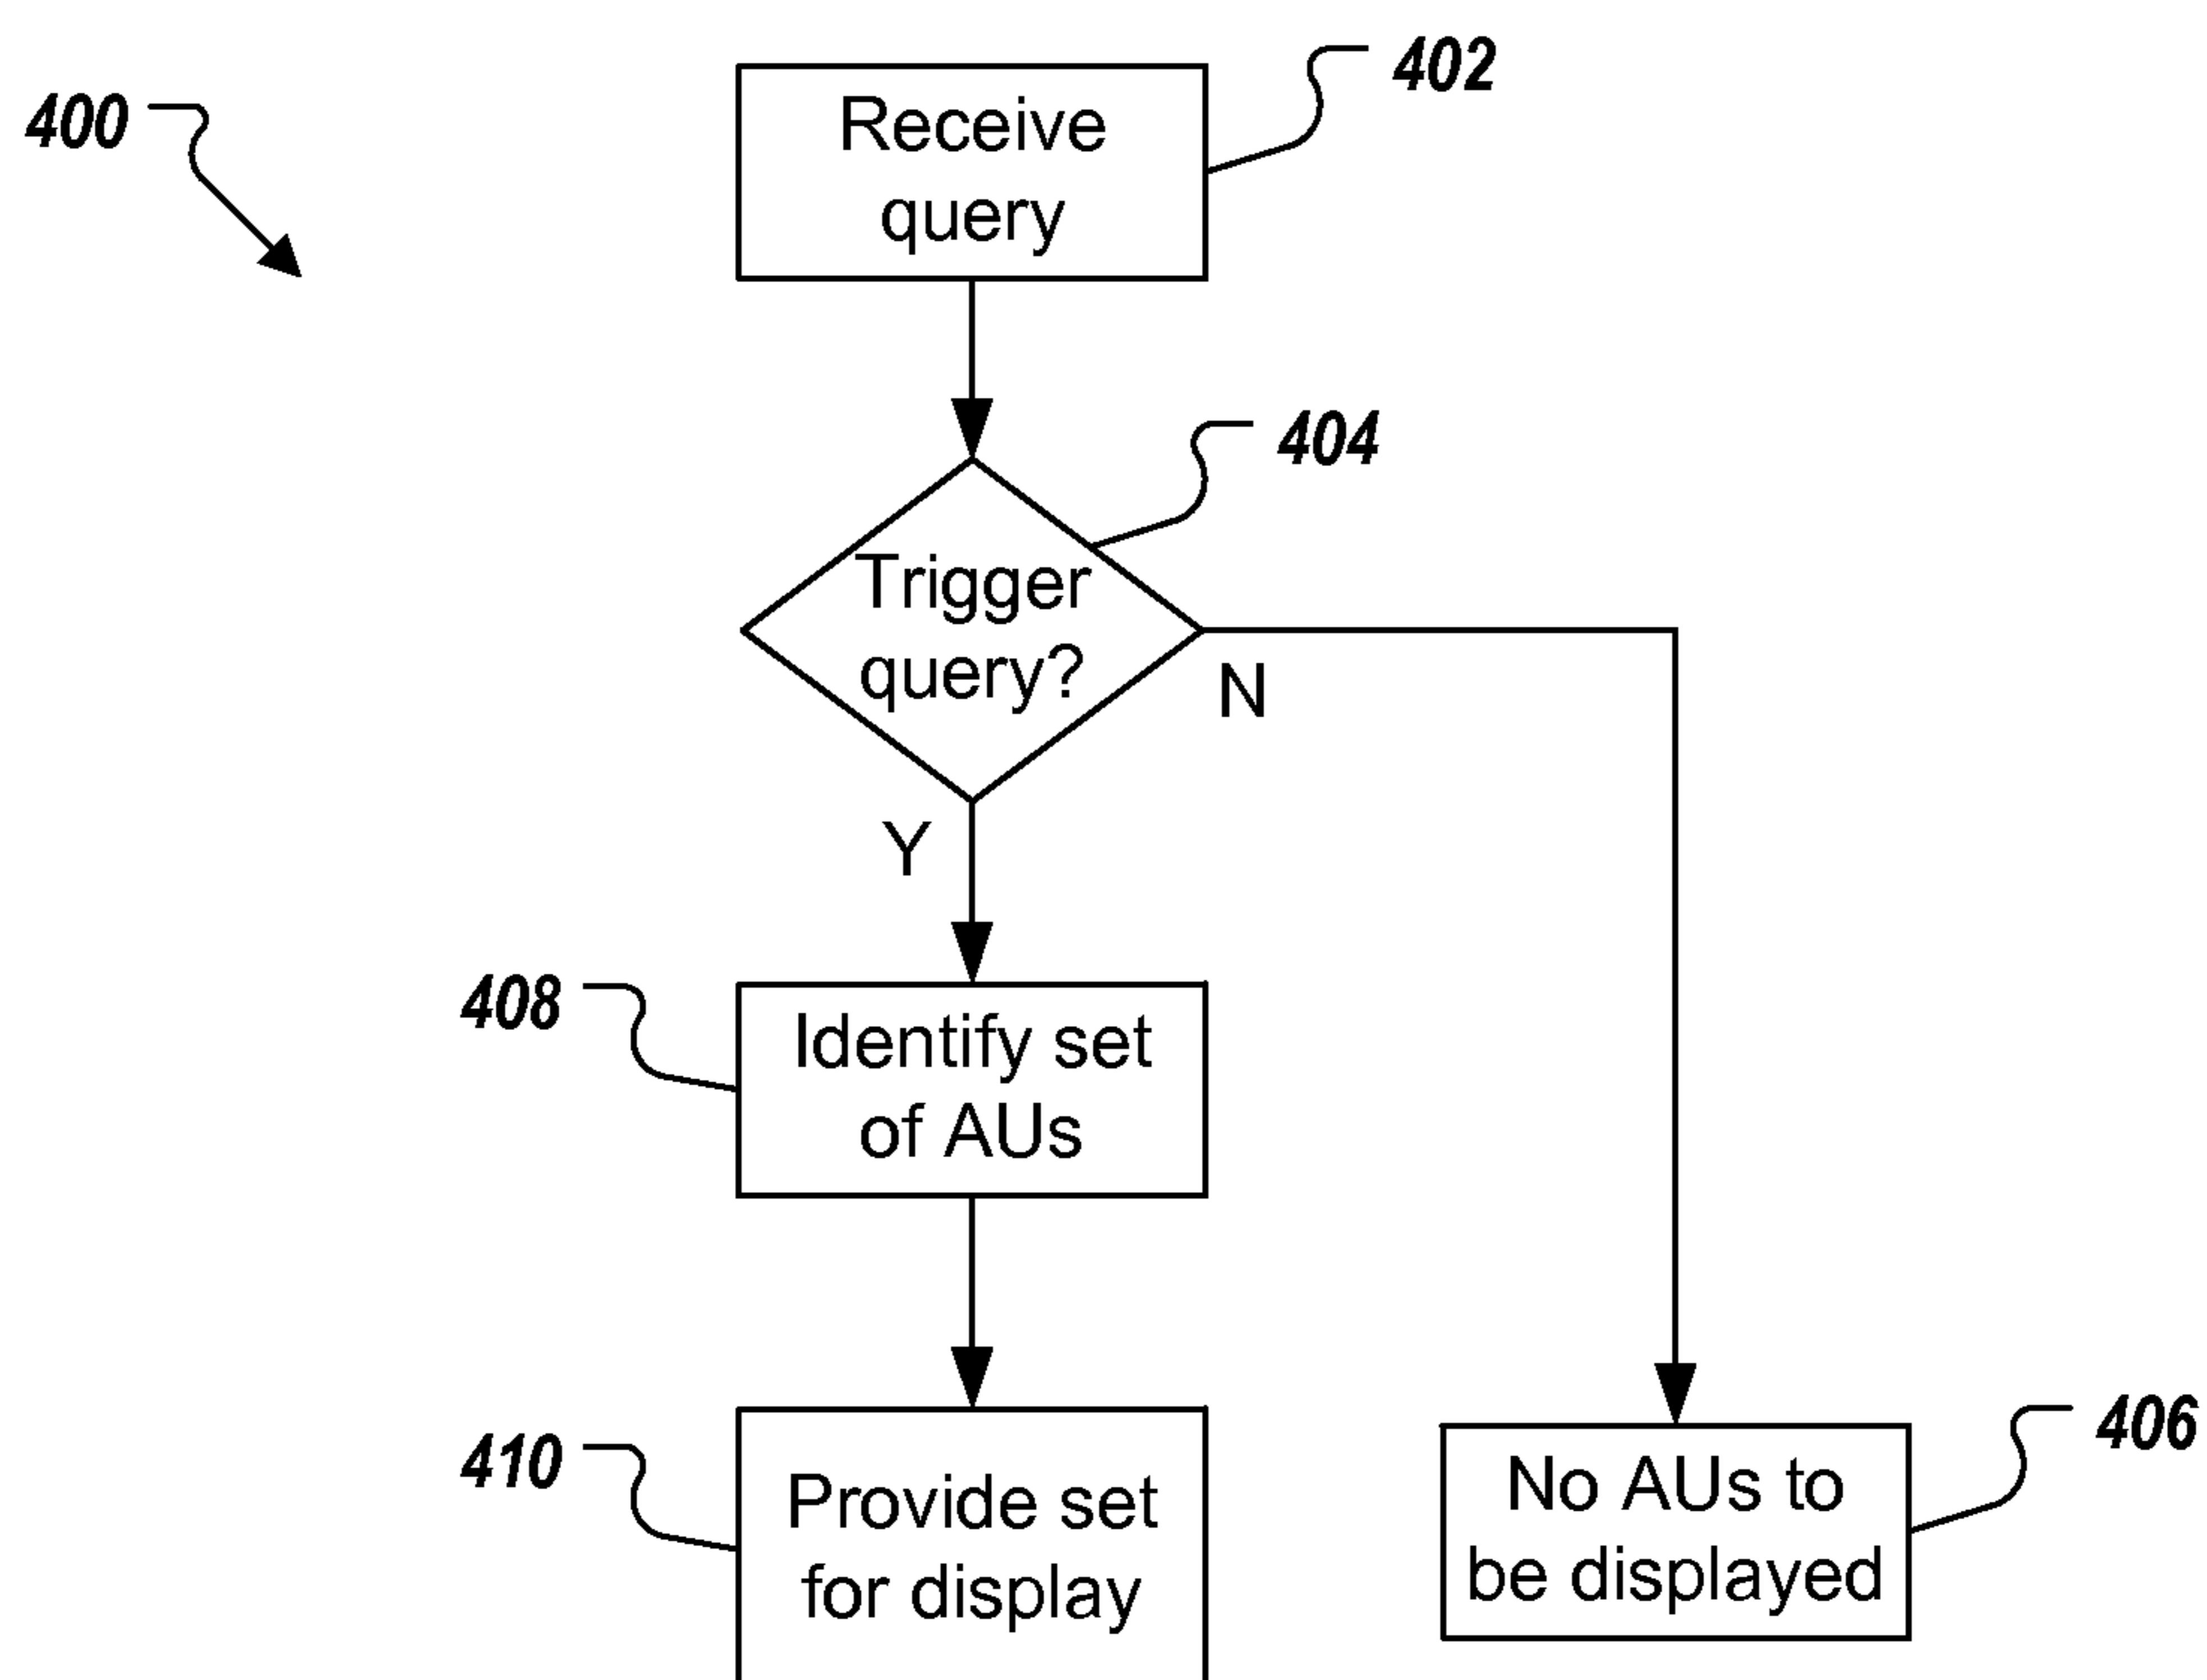 400
402
Receive
query
404
Trigger
query?
N
Y
408
Identify set
of AUs
410
Provide set
for display
406
No AUs to
be displayed